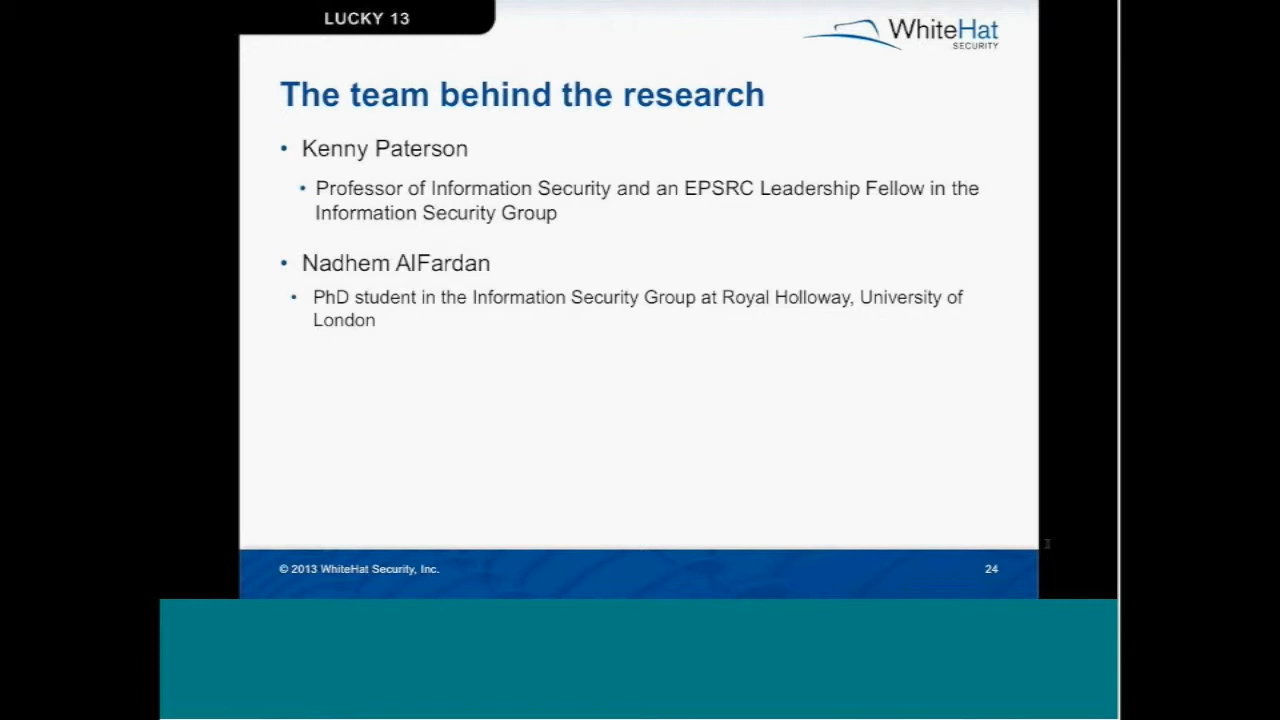 LUCKY 13
WhiteHat
SECURITY
The team behind the research
• Kenny Paterson
• Professor of Information Security and an EPSRC Leadership Fellow in the
Information Security Group
• Nadhem AlFardan
• PhD student in the Information Security Group at Royal Holloway, University of
London
© 2013 WhiteHat Security, Inc.
24